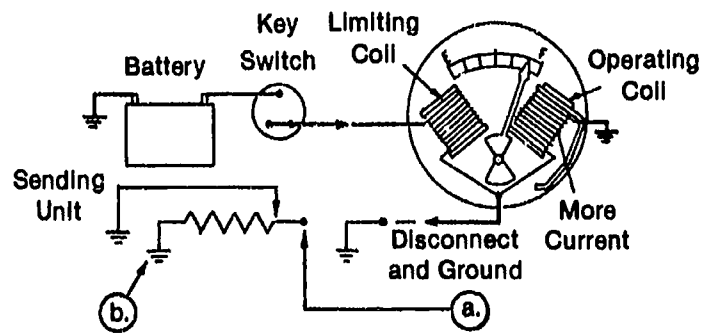 Key
Switch
Limiting
Coil
Battery
E
F
Operating
Coil
Sending
Unit
More
Current
Disconnect
and Ground
b.
a.